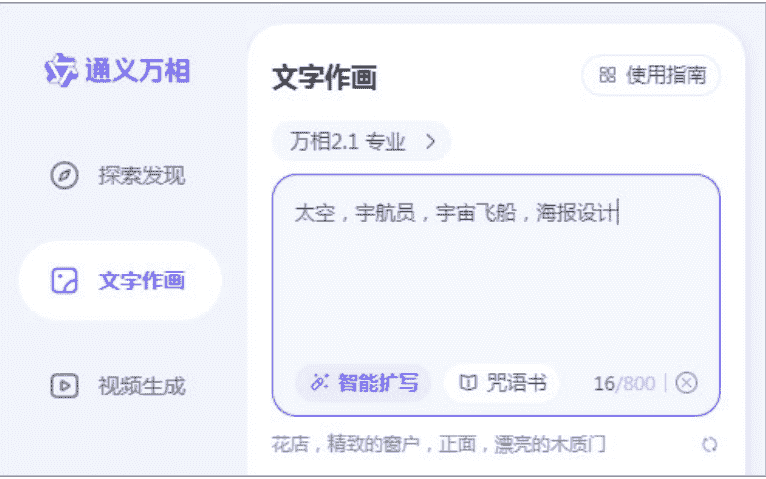 通义万相
探索发现
文字作画
视频生成
文字作画
使用指南
万相2.1 专业
太空，宇航员，宇宙飞船，海报设计
智能扩写
咒语书
16/800
花店，精致的窗户，正面，漂亮的木质门